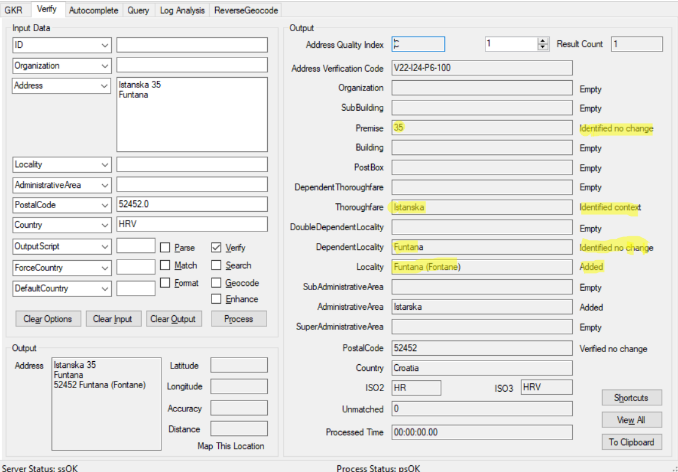 GKR Verify Autocomplete Query Log Analysis ReverseGeocode
Input Data
ID
Organization
Address Istanska 35
Funtana
Locality
AdministrativeArea
PostalCode 52452.0
Country HRV
OutputScript Parse Verify
ForceCountry Match Search
DefaultCountry Format Geocode
Enhance
Clear Options Clear Input Clear Output Process
Output
Address Istanska 35
Funtana
52452 Funtana (Fontane)
Latitude
Longitude
Accuracy
Distance
Map This Location
Output
Address Quality Index 1 Result Count 1
Address Verification Code V22-I24-P6-100
Organization Empty
SubBuilding Empty
Premise 35 Identified no change
Building Empty
PostBox Empty
DependentThoroughfare Empty
Thoroughfare Istanska Identified context
DoubleDependentLocality Empty
DependentLocality Funtana Identified no change
Locality Funtana (Fontane) Added
SubAdministrativeArea Empty
AdministrativeArea Istarska Added
SuperAdministrativeArea Empty
PostalCode 52452 Verified no change
Country Croatia
ISO2 HR ISO3 HRV
Unmatched 0
Processed Time 00:00:00.00
Shortcuts
View All
To Clipboard
Server Status: ssOK Process Status: psOK